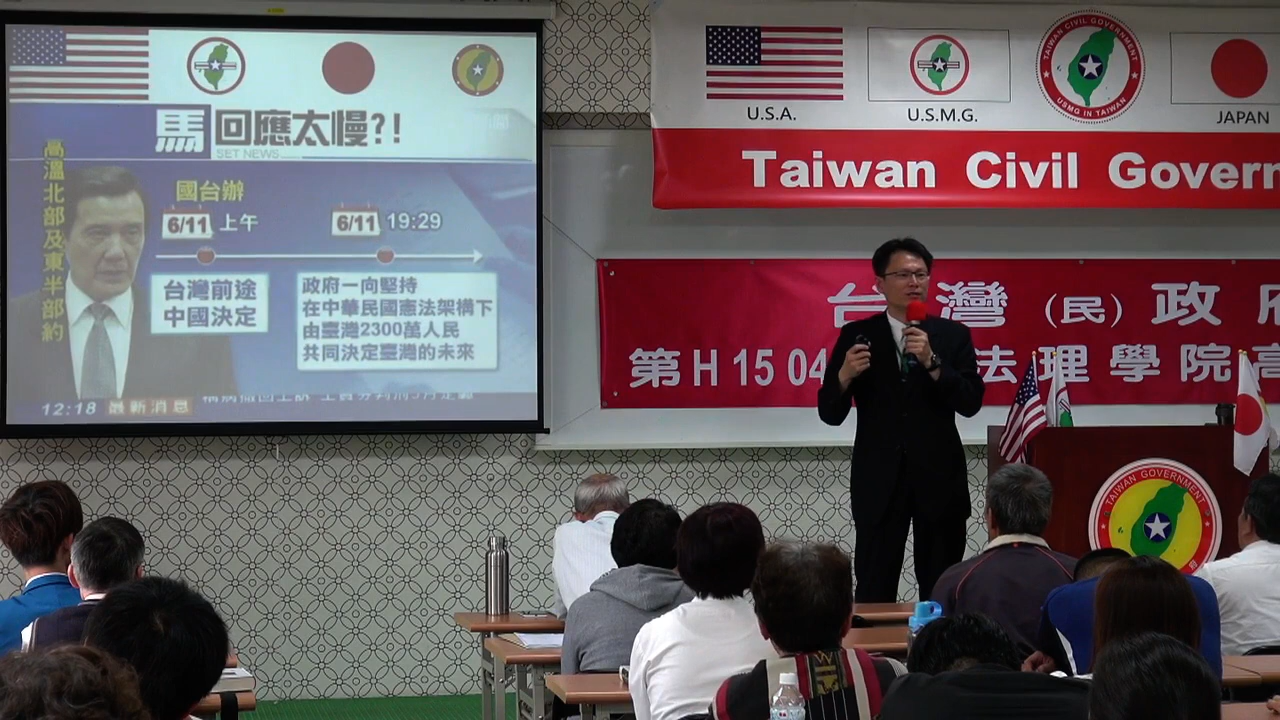 馬回應太慢?!
SET NEWS
高溫北部及東半部約
國台辦
6/11 上午
6/11 19:29
台灣前途
中國決定
政府一向堅持
在中華民國憲法架構下
由臺灣2300萬人民
共同決定臺灣的未來
12:18 最新消息
U.S.A.
U.S.M.G.
TAIWAN CIVIL GOVERNMENT
USMG IN TAIWAN
JAPAN
Taiwan Civil Govern
台灣(民)政府
第H 15 04
法理學院高
TAIWAN GOVERNMENT